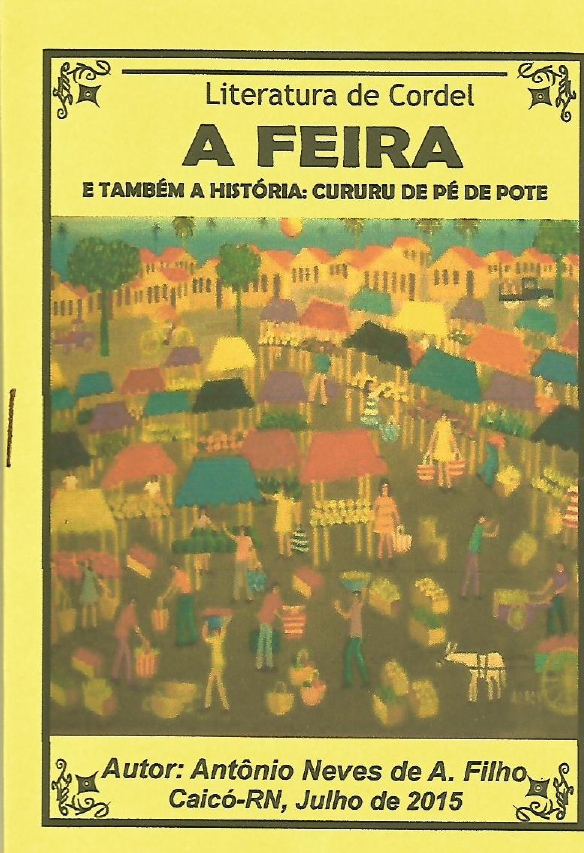 Literatura de Cordel
A FEIRA
E TAMBÉM A HISTÓRIA: CURURU DE PÉ DE POTE
Autor: Antônio Neves de A. Filho
Caicó-RN, Julho de 2015